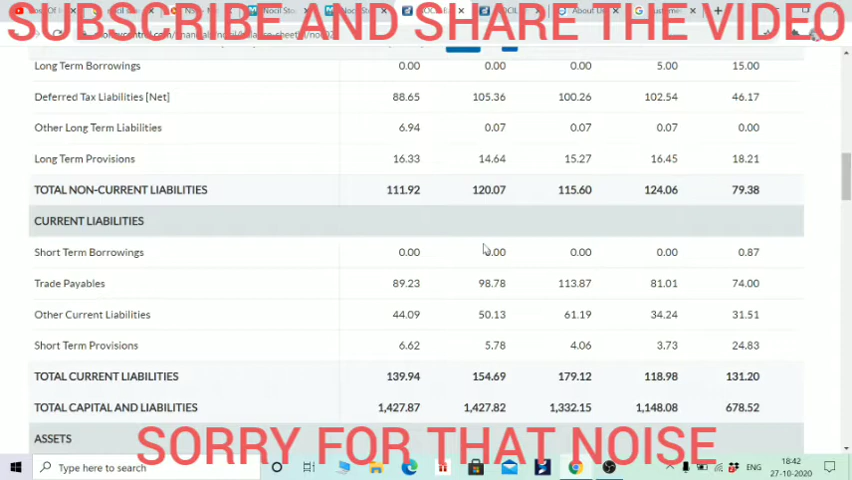 SUBSCRIBE AND SHARE THE VIDEO
Long Term Borrowings 0.00 0.00 0.00 5.00 15.00
Deferred Tax Liabilities [Net] 88.65 105.36 100.26 102.54 46.17
Other Long Term Liabilities 6.94 0.07 0.07 0.07 0.00
Long Term Provisions 16.33 14.64 15.27 16.45 18.21
TOTAL NON-CURRENT LIABILITIES 111.92 120.07 115.60 124.06 79.38
CURRENT LIABILITIES
Short Term Borrowings 0.00 0.00 0.00 0.00 0.87
Trade Payables 89.23 98.78 113.87 81.01 74.00
Other Current Liabilities 44.09 50.13 61.19 34.24 31.51
Short Term Provisions 6.62 5.78 4.06 3.73 24.83
TOTAL CURRENT LIABILITIES 139.94 154.69 179.12 118.98 131.20
TOTAL CAPITAL AND LIABILITIES 1,427.87 1,427.82 1,332.15 1,148.08 678.52
ASSETS
SORRY FOR THAT NOISE
Type here to search
ENG
18:42
27-10-2020